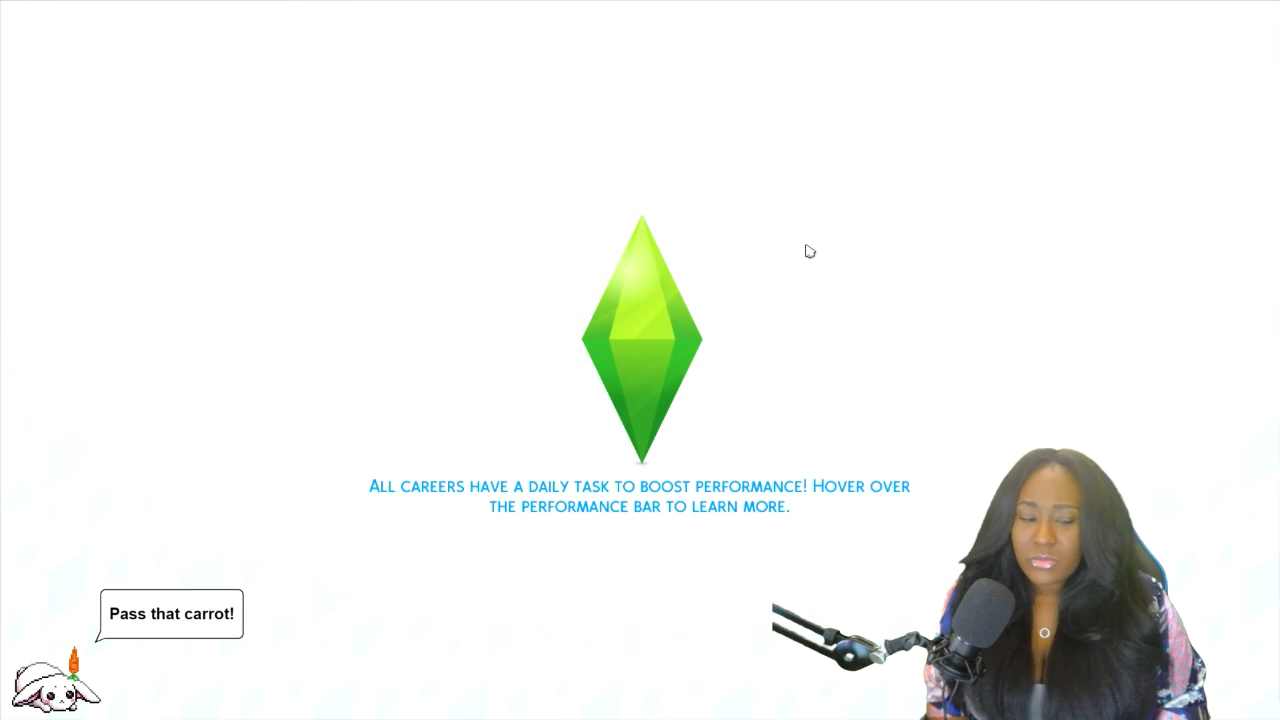 All careers have a daily task to boost performance! Hover over
the performance bar to learn more.
Pass that carrot!